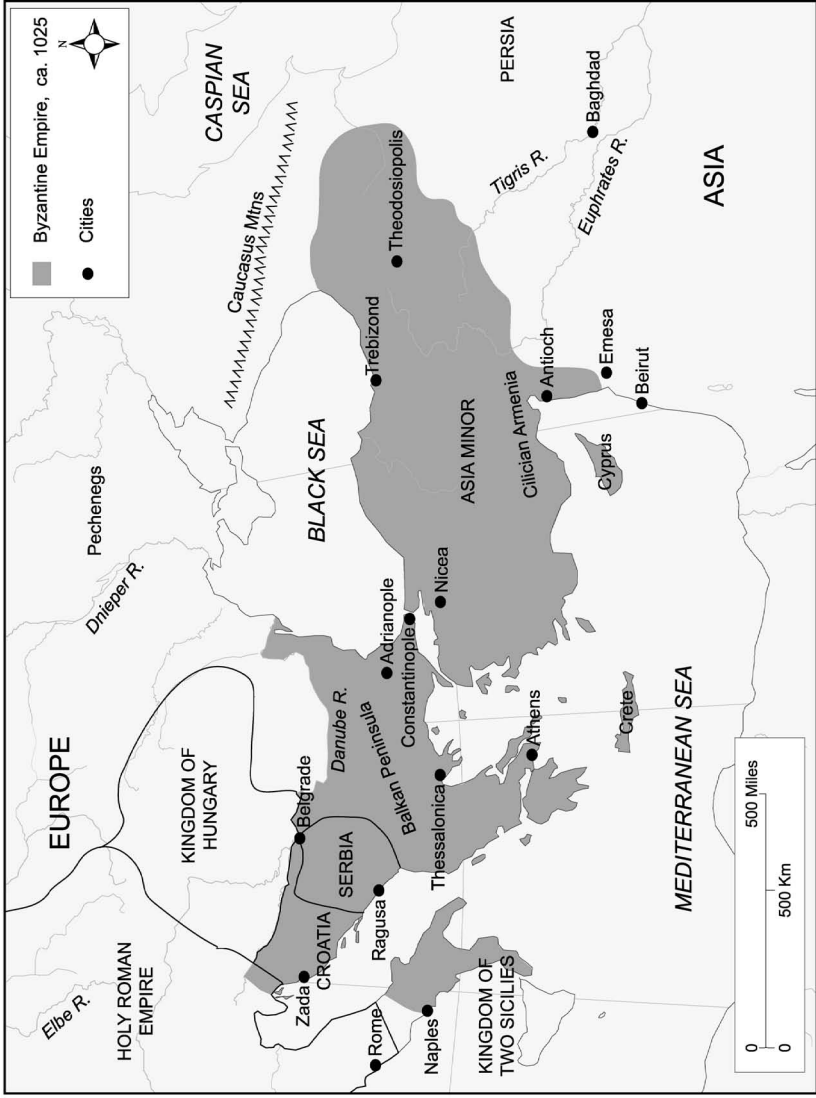 Byzantine Empire, ca. 1025
Cities
N
EUROPE
Elbe R.
HOLY ROMAN
EMPIRE
KINGDOM OF
HUNGARY
Dnieper R.
Pechenegs
CASPIAN
SEA
Caucasus Mtns
BLACK SEA
PERSIA
Zada
CROATIA
Belgrade
SERBIA
Ragusa
Danube R.
Balkan Peninsula
Adrianople
Constantinople
Nicea
Trebizond
Theodosiopolis
Rome
Naples
KINGDOM OF
TWO SICILIES
Thessalonica
Athens
ASIA MINOR
Cilician Armenia
Antioch
Tigris R.
Euphrates R.
Baghdad
Crete
Cyprus
Emesa
Beirut
ASIA
MEDITERRANEAN SEA
0 500 Miles
0 500 Km